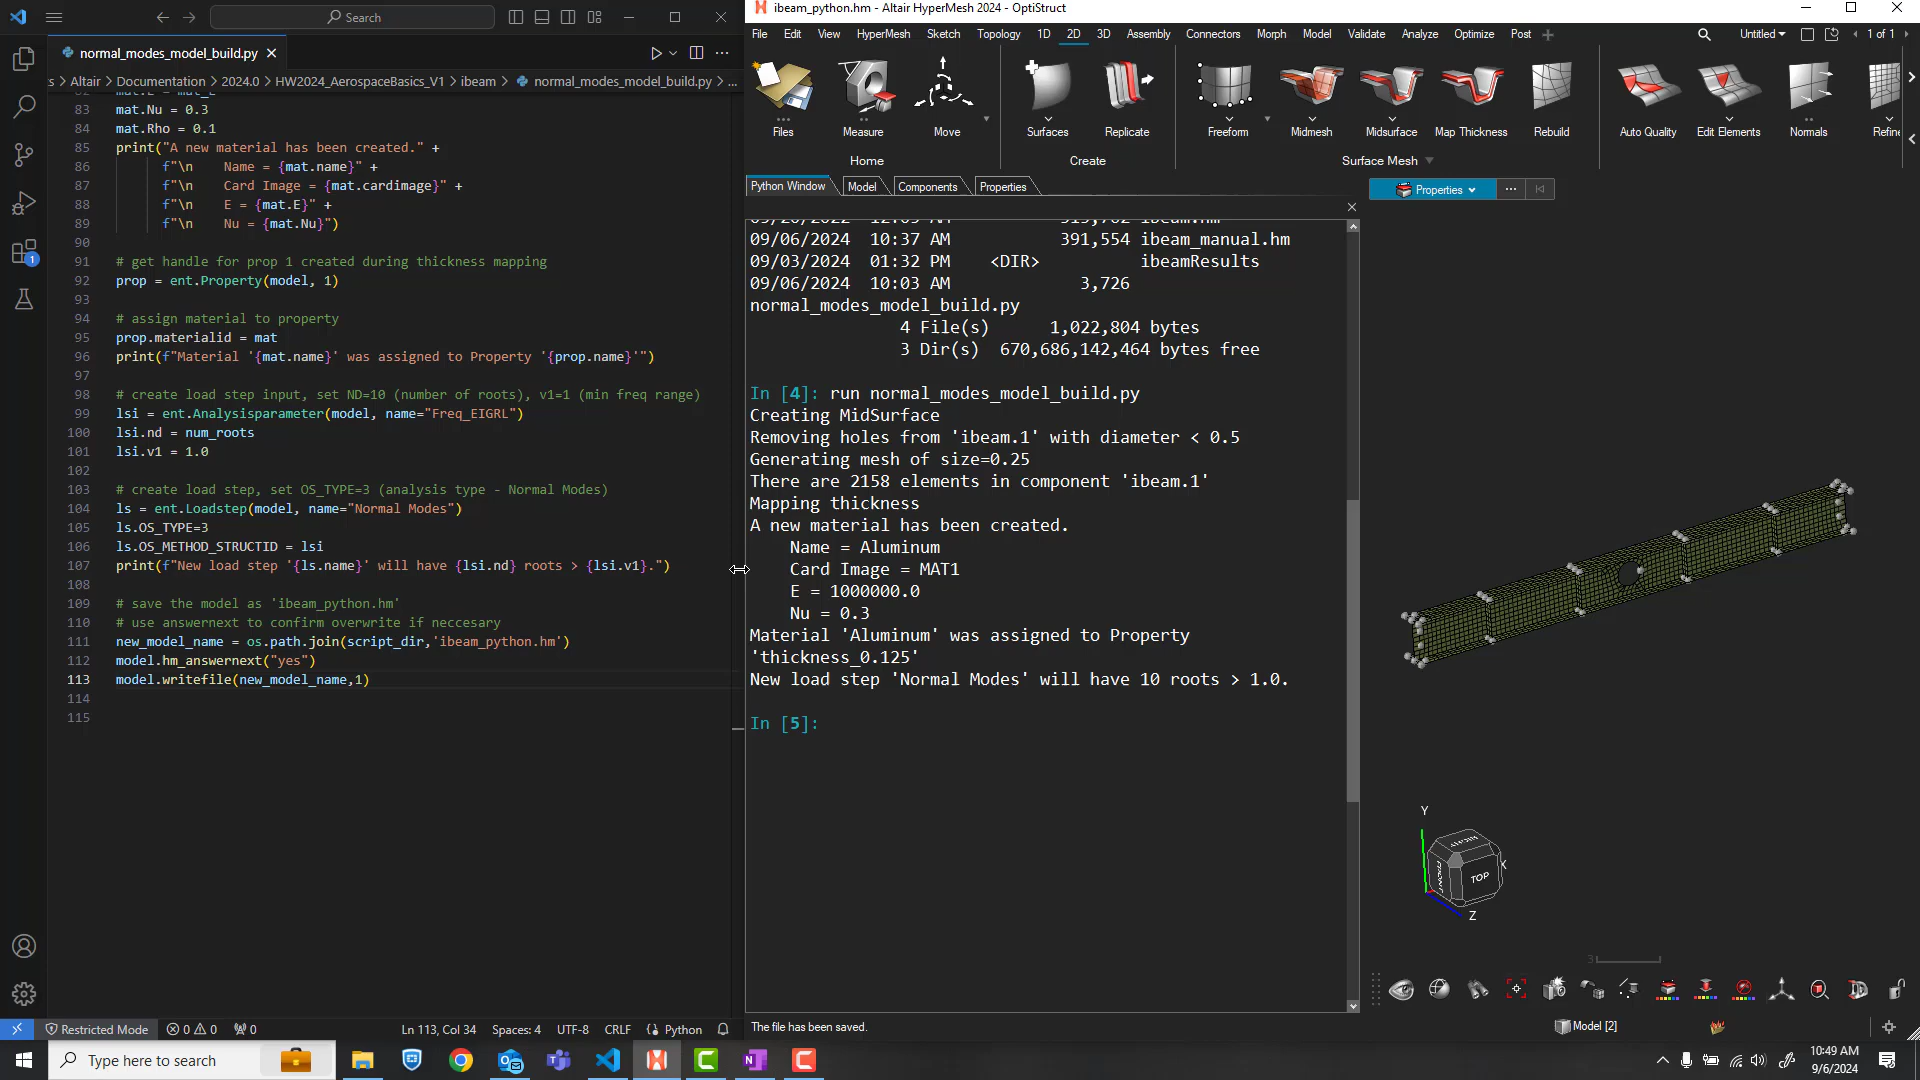 Search
ibeam_python.hm - Altair HyperMesh 2024 - OptiStruct
normal_modes_model_build.py
s > Altair > Documentation > 2024.0 > HW2024_AerospaceBasics_V1 > ibeam > normal_modes_model_build.py > ...
83 mat.Nu = 0.3
84 mat.Rho = 0.1
85 print("A new material has been created." +
86 f"\n    Name = {mat.name}" +
87 f"\n    Card Image = {mat.cardimage}" +
88 f"\n    E = {mat.E}" +
89 f"\n    Nu = {mat.Nu}")
90
91 # get handle for prop 1 created during thickness mapping
92 prop = ent.Property(model, 1)
93
94 # assign material to property
95 prop.materialid = mat
96 print(f"Material '{mat.name}' was assigned to Property '{prop.name}'")
97
98 # create load step input, set ND=10 (number of roots), v1=1 (min freq range)
99 lsi = ent.Analysisparameter(model, name="Freq_EIGRL")
100 lsi.nd = num_roots
101 lsi.v1 = 1.0
102
103 # create load step, set OS_TYPE=3 (analysis type - Normal Modes)
104 ls = ent.Loadstep(model, name="Normal Modes")
105 ls.OS_TYPE=3
106 ls.OS_METHOD_STRUCTID = lsi
107 print(f"New load step '{ls.name}' will have {lsi.nd} roots > {lsi.v1}.")
108
109 # save the model as 'ibeam_python.hm'
110 # use answernext to confirm overwrite if neccesary
111 new_model_name = os.path.join(script_dir,'ibeam_python.hm')
112 model.hm_answernext("yes")
113 model.writefile(new_model_name,1)
114
115
1
Restricted Mode
0 0
0
Ln 113, Col 34
Spaces: 4
UTF-8
CRLF
Python
File Edit View HyperMesh Sketch Topology 1D 2D 3D Assembly Connectors Morph Model Validate Analyze Optimize Post
Untitled
1 of 1
Files Measure Move Surfaces Replicate Freeform Midmesh Midsurface Map Thickness Rebuild Auto Quality Edit Elements Normals Refin
Home Create Surface Mesh
Python Window Model Components Properties
Properties
09/06/2024  10:37 AM           391,554 ibeam_manual.hm
09/03/2024  01:32 PM    <DIR>          ibeamResults
09/06/2024  10:03 AM             3,726
normal_modes_model_build.py
4 File(s)      1,022,804 bytes
3 Dir(s)  670,686,142,464 bytes free
In [4]: run normal_modes_model_build.py
Creating MidSurface
Removing holes from 'ibeam.1' with diameter < 0.5
Generating mesh of size=0.25
There are 2158 elements in component 'ibeam.1'
Mapping thickness
A new material has been created.
Name = Aluminum
Card Image = MAT1
E = 1000000.0
Nu = 0.3
Material 'Aluminum' was assigned to Property
'thickness_0.125'
New load step 'Normal Modes' will have 10 roots > 1.0.
In [5]:
Y
X
Z
TOP
3
The file has been saved.
Model [2]
Type here to search
10:49 AM
9/6/2024